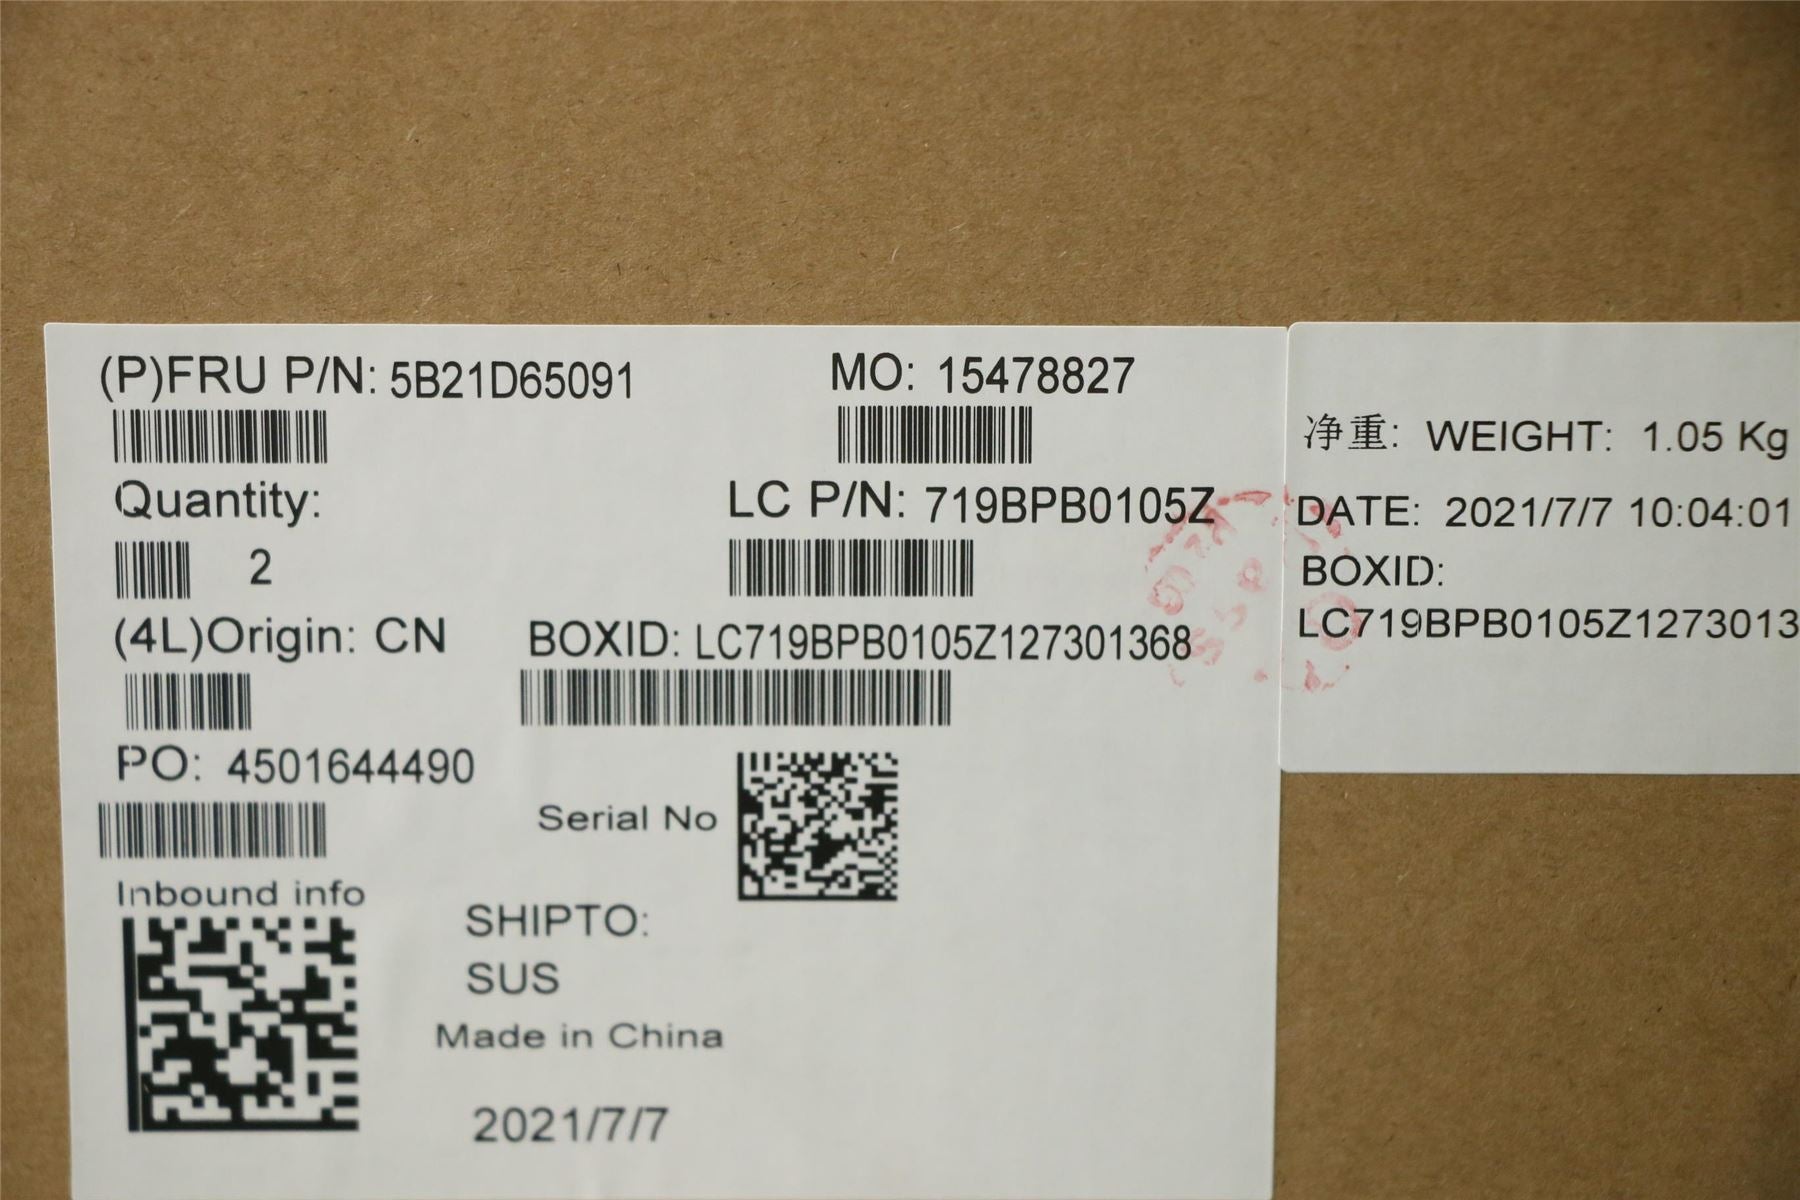 (P)FRU P/N: 5B21D65091
MO: 15478827
Quantity:
2
LC P/N: 719BPB0105Z
(4L)Origin: CN
BOXID: LC719BPB0105Z127301368
PO: 4501644490
Serial No
Inbound info
SHIPTO:
SUS
Made in China
2021/7/7
净重: WEIGHT: 1.05 Kg
DATE: 2021/7/7 10:04:01
BOXID:
LC719BPB0105Z1273013